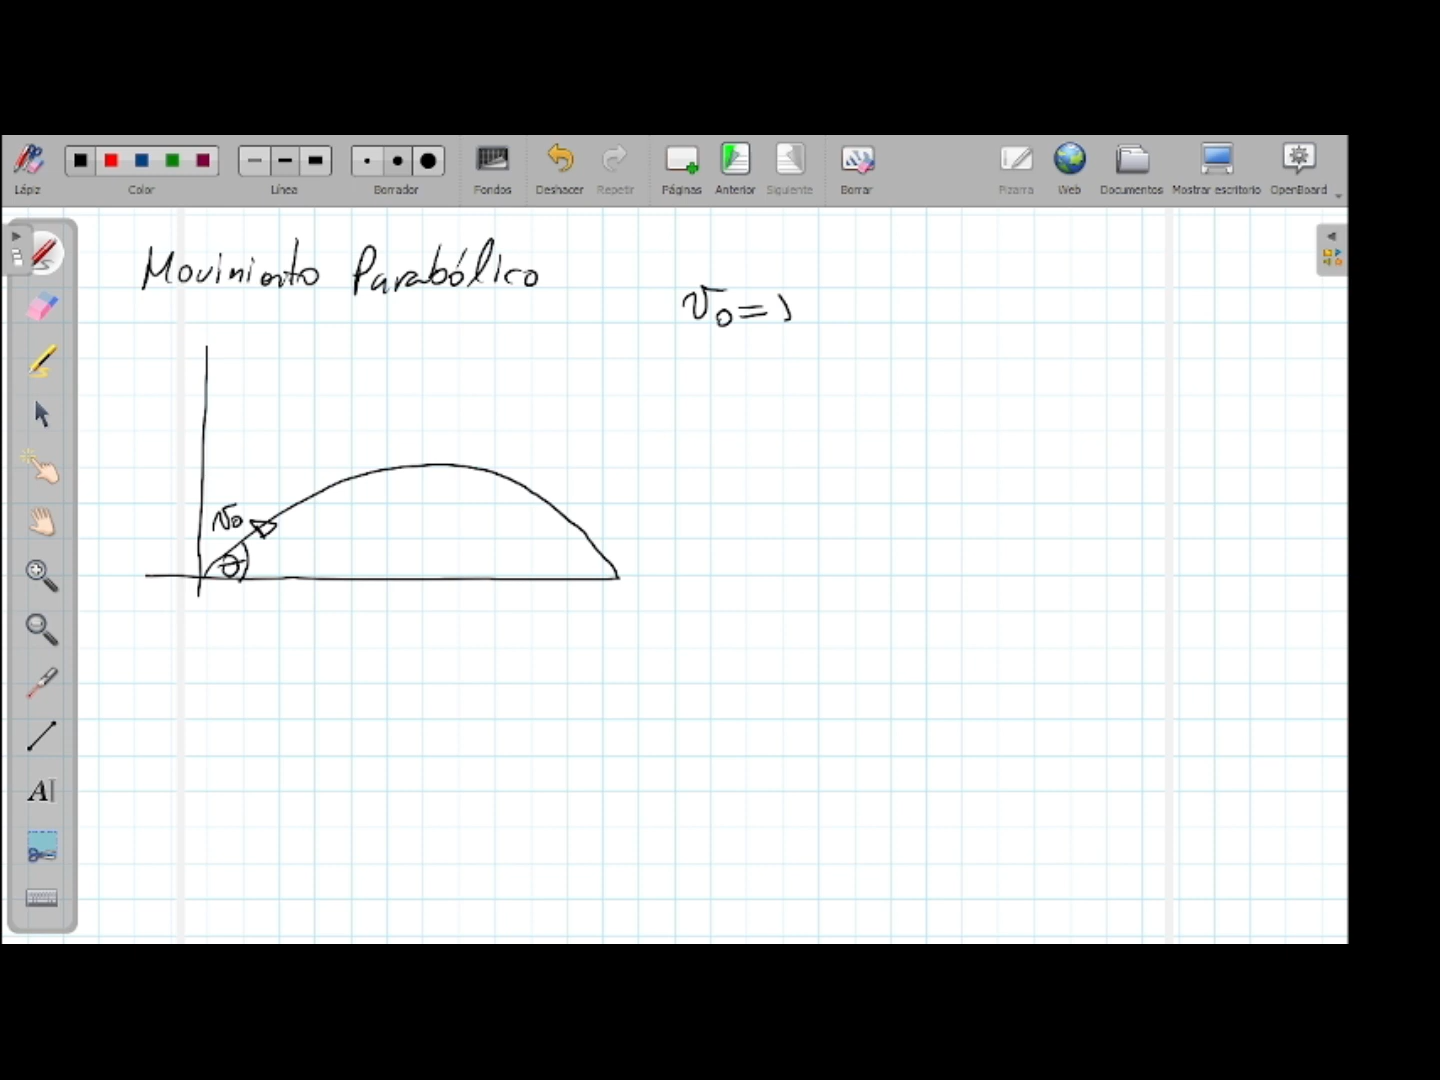 Lápiz Color Línea Borrador Fondos Deshacer Repetir Páginas Anterior Siguiente Borrar Pizarra Web Documentos Mostrar escritorio OpenBoard
Movimiento Parabólico
v₀=
v₀
θ
A